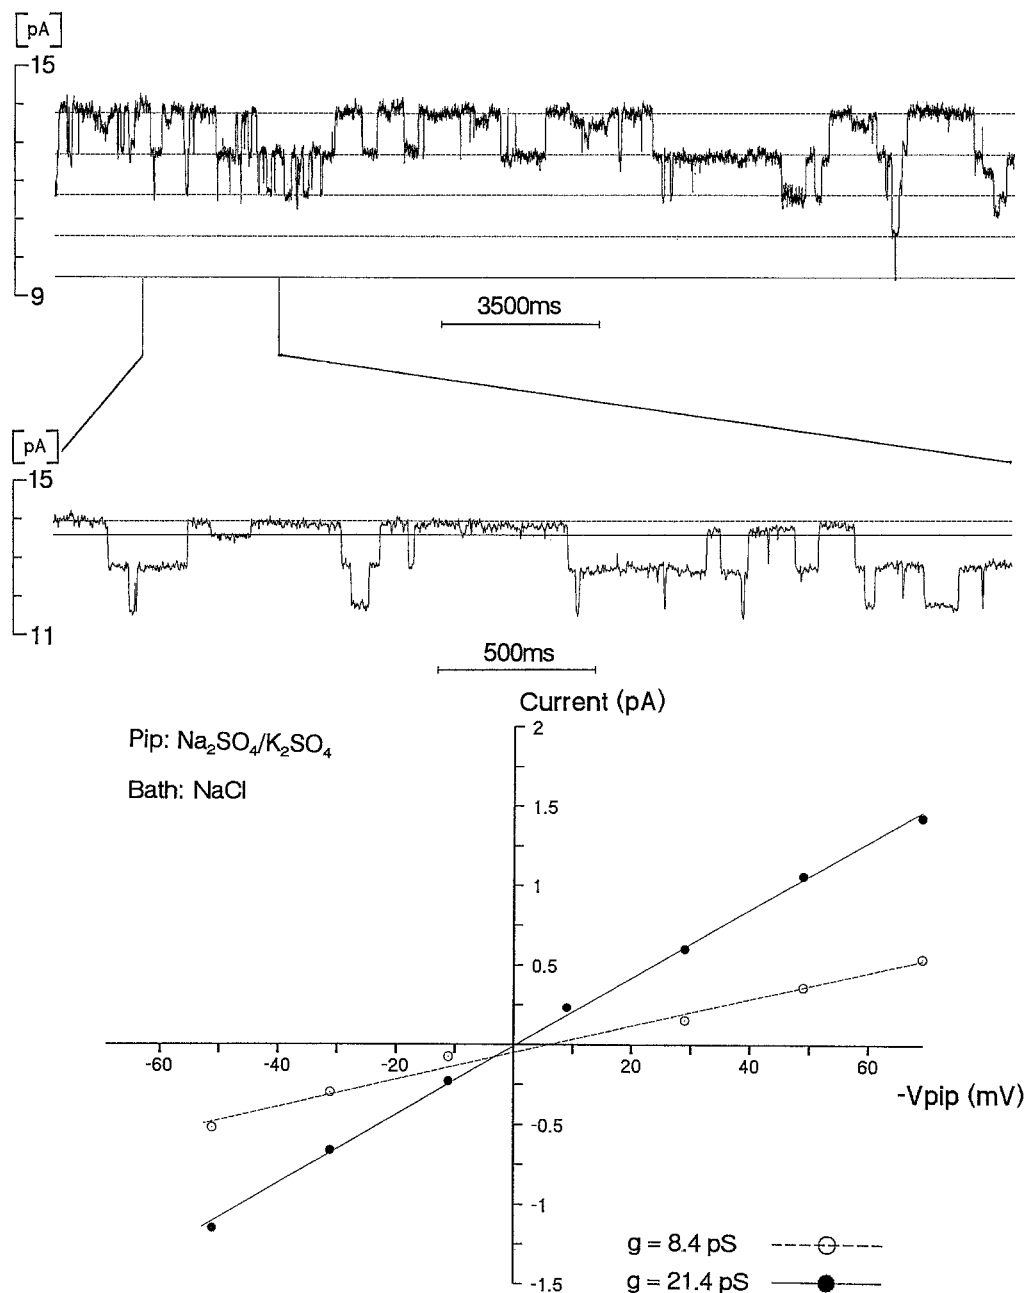 [pA]
-15
-9
3500ms
[pA]
-15
-11
500ms
Current (pA)
Pip: Na₂SO₄/K₂SO₄
Bath: NaCl
2
1.5
1
0.5
-60
-40
-20
20
40
60
-Vpip (mV)
-0.5
-1
-1.5
g = 8.4 pS
g = 21.4 pS